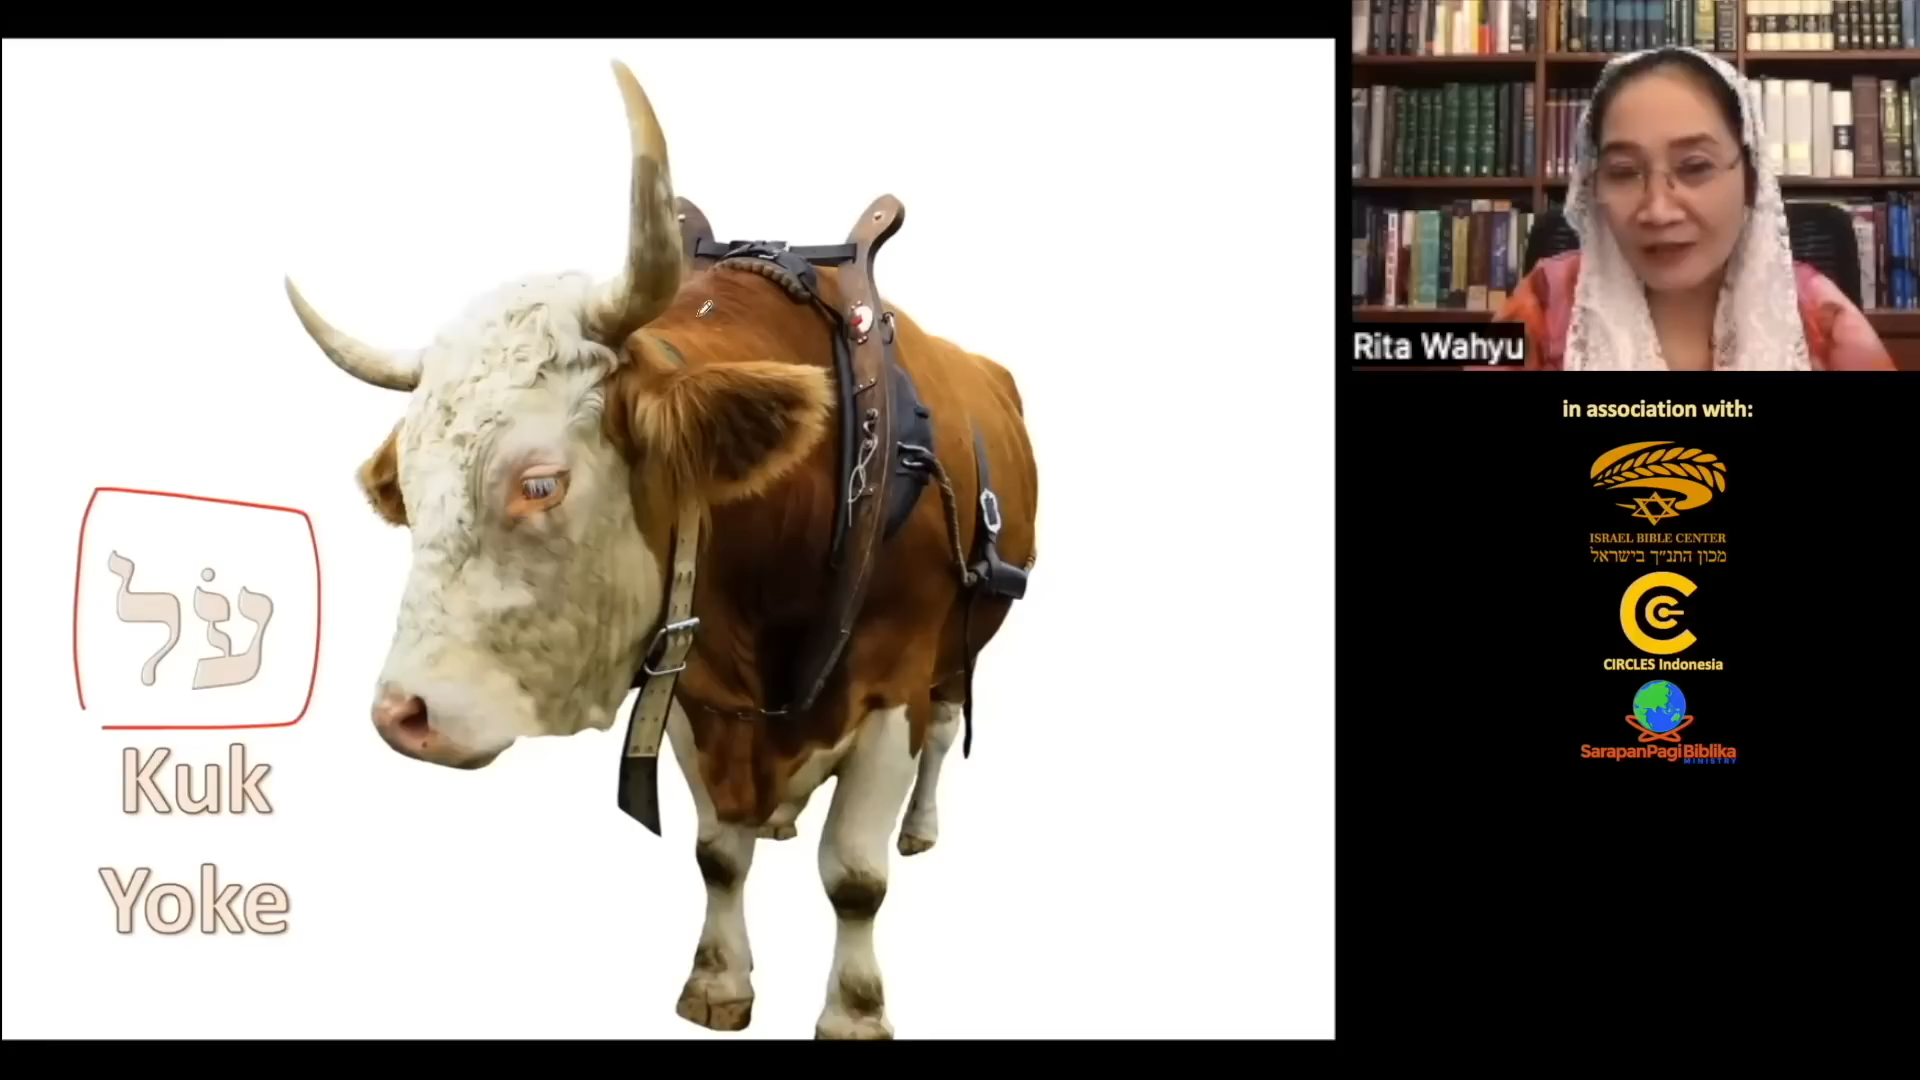 עֹל
Kuk
Yoke
Rita Wahyu
in association with:
ISRAEL BIBLE CENTER
מכון התנ"ך בישראל
CIRCLES Indonesia
SarapanPagiBiblika
MINISTRY